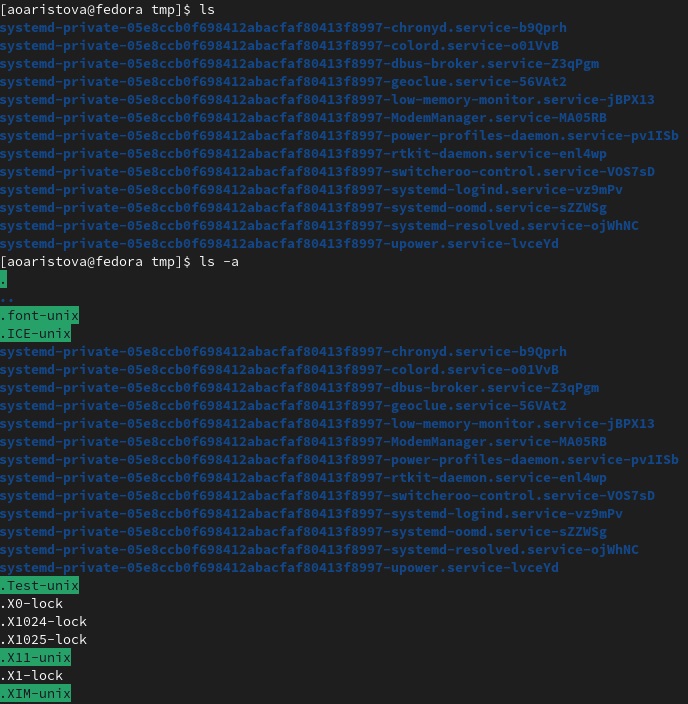 [aoaristova@fedora tmp]$ ls
systemd-private-05e8ccb0f698412abacfaf80413f8997-chronyd.service-b9Qprh
systemd-private-05e8ccb0f698412abacfaf80413f8997-colord.service-o01VvB
systemd-private-05e8ccb0f698412abacfaf80413f8997-dbus-broker.service-Z3qPgm
systemd-private-05e8ccb0f698412abacfaf80413f8997-geoclue.service-56VAt2
systemd-private-05e8ccb0f698412abacfaf80413f8997-low-memory-monitor.service-jBPX13
systemd-private-05e8ccb0f698412abacfaf80413f8997-ModemManager.service-MA05RB
systemd-private-05e8ccb0f698412abacfaf80413f8997-power-profiles-daemon.service-pv1ISb
systemd-private-05e8ccb0f698412abacfaf80413f8997-rtkit-daemon.service-enl4wp
systemd-private-05e8ccb0f698412abacfaf80413f8997-switcheroo-control.service-VOS7sD
systemd-private-05e8ccb0f698412abacfaf80413f8997-systemd-logind.service-vz9mPv
systemd-private-05e8ccb0f698412abacfaf80413f8997-systemd-oomd.service-sZZWSg
systemd-private-05e8ccb0f698412abacfaf80413f8997-systemd-resolved.service-ojWhNC
systemd-private-05e8ccb0f698412abacfaf80413f8997-upower.service-lvceYd
[aoaristova@fedora tmp]$ ls -a
.
..
.font-unix
.ICE-unix
systemd-private-05e8ccb0f698412abacfaf80413f8997-chronyd.service-b9Qprh
systemd-private-05e8ccb0f698412abacfaf80413f8997-colord.service-o01VvB
systemd-private-05e8ccb0f698412abacfaf80413f8997-dbus-broker.service-Z3qPgm
systemd-private-05e8ccb0f698412abacfaf80413f8997-geoclue.service-56VAt2
systemd-private-05e8ccb0f698412abacfaf80413f8997-low-memory-monitor.service-jBPX13
systemd-private-05e8ccb0f698412abacfaf80413f8997-ModemManager.service-MA05RB
systemd-private-05e8ccb0f698412abacfaf80413f8997-power-profiles-daemon.service-pv1ISb
systemd-private-05e8ccb0f698412abacfaf80413f8997-rtkit-daemon.service-enl4wp
systemd-private-05e8ccb0f698412abacfaf80413f8997-switcheroo-control.service-VOS7sD
systemd-private-05e8ccb0f698412abacfaf80413f8997-systemd-logind.service-vz9mPv
systemd-private-05e8ccb0f698412abacfaf80413f8997-systemd-oomd.service-sZZWSg
systemd-private-05e8ccb0f698412abacfaf80413f8997-systemd-resolved.service-ojWhNC
systemd-private-05e8ccb0f698412abacfaf80413f8997-upower.service-lvceYd
.Test-unix
.X0-lock
.X1024-lock
.X1025-lock
.X11-unix
.X1-lock
.XIM-unix